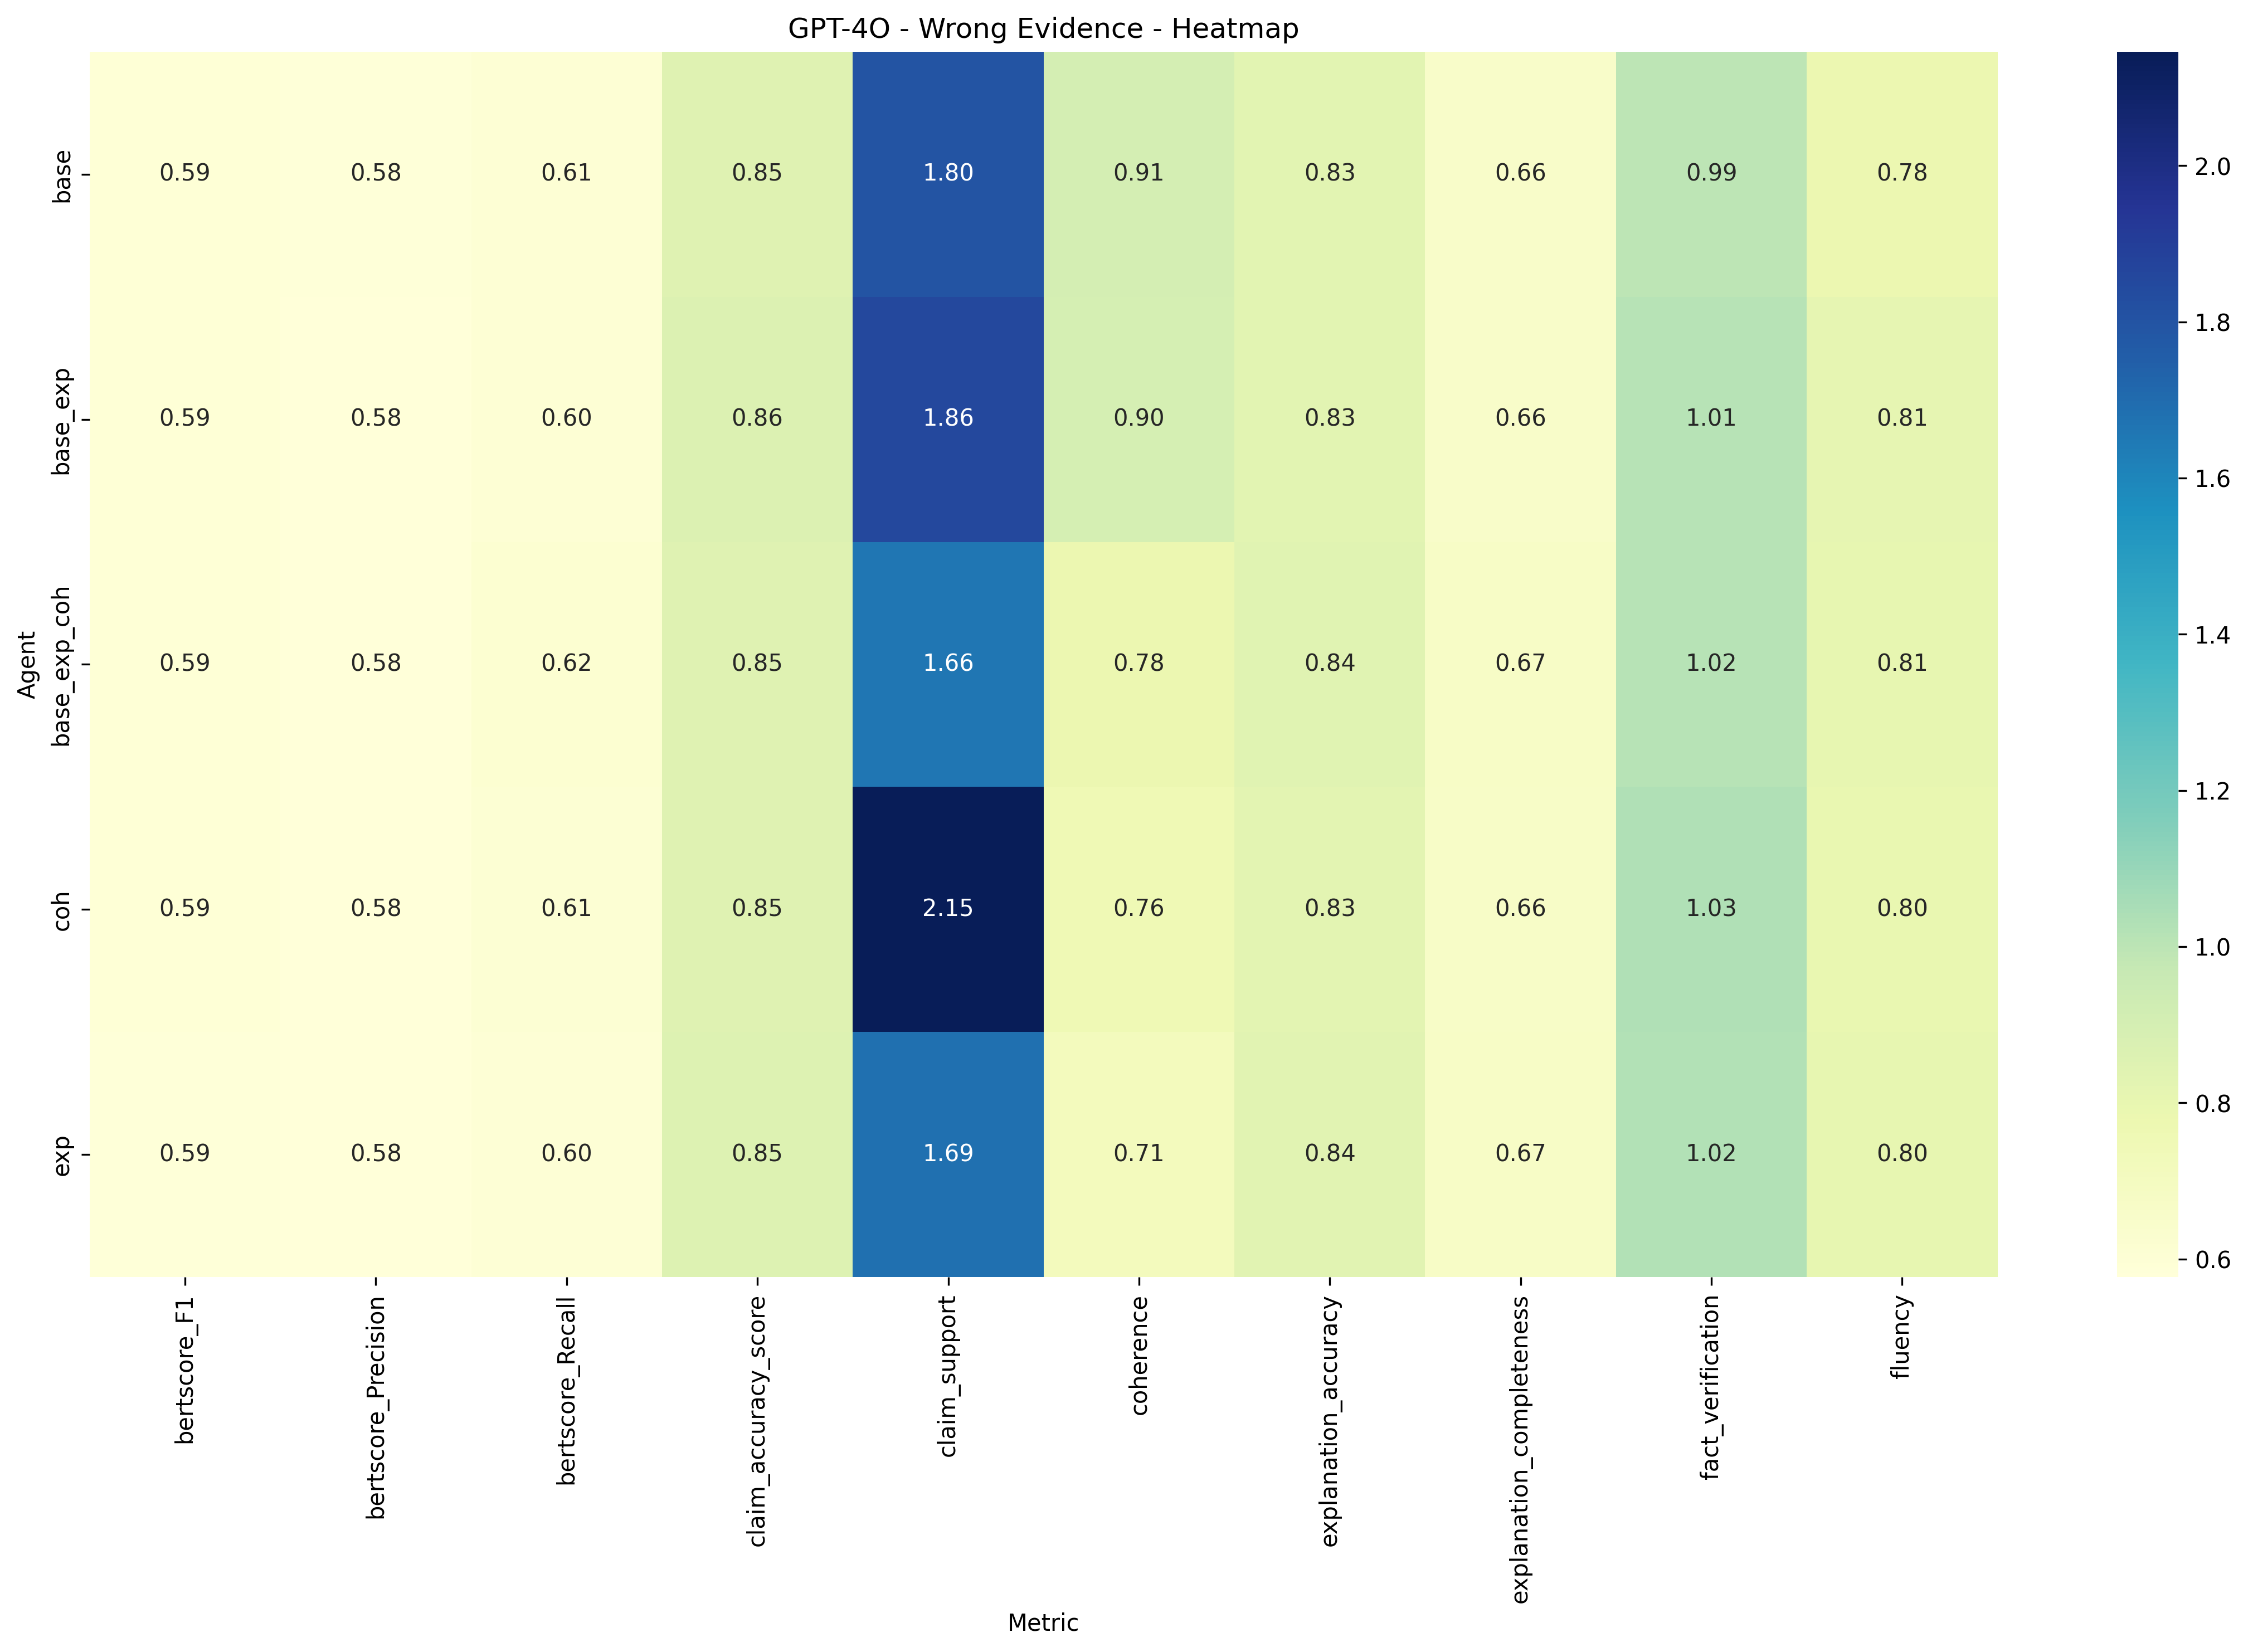 GPT-4O - Wrong Evidence - Heatmap
Agent
base 0.59 0.58 0.61 0.85 1.80 0.91 0.83 0.66 0.99 0.78
base_exp 0.59 0.58 0.60 0.86 1.86 0.90 0.83 0.66 1.01 0.81
base_exp_coh 0.59 0.58 0.62 0.85 1.66 0.78 0.84 0.67 1.02 0.81
coh 0.59 0.58 0.61 0.85 2.15 0.76 0.83 0.66 1.03 0.80
exp 0.59 0.58 0.60 0.85 1.69 0.71 0.84 0.67 1.02 0.80
bertscore_F1
bertscore_Precision
bertscore_Recall
claim_accuracy_score
claim_support
coherence
explanation_accuracy
explanation_completeness
fact_verification
fluency
Metric
2.0
1.8
1.6
1.4
1.2
1.0
0.8
0.6